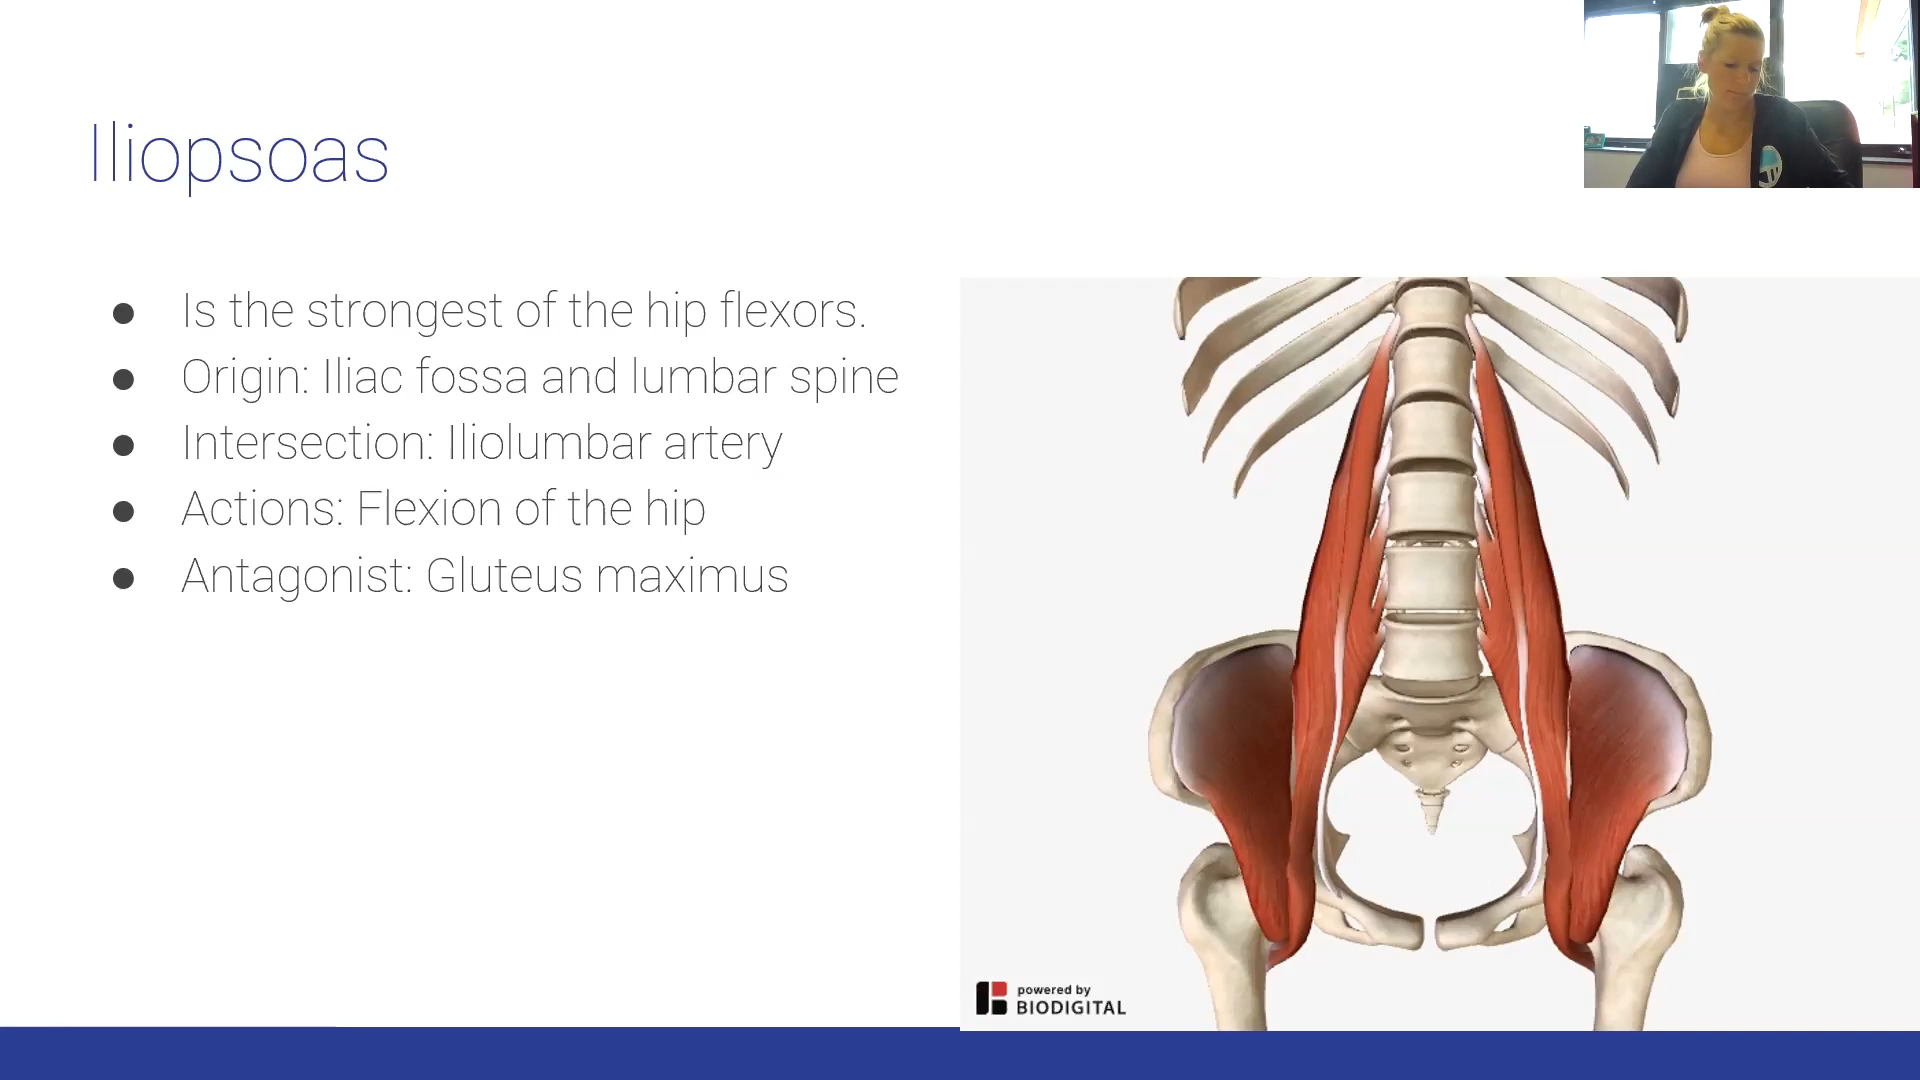 Iliopsoas
● Is the strongest of the hip flexors.
● Origin: Iliac fossa and lumbar spine
● Intersection: Iliolumbar artery
● Actions: Flexion of the hip
● Antagonist: Gluteus maximus
powered by
BIODIGITAL